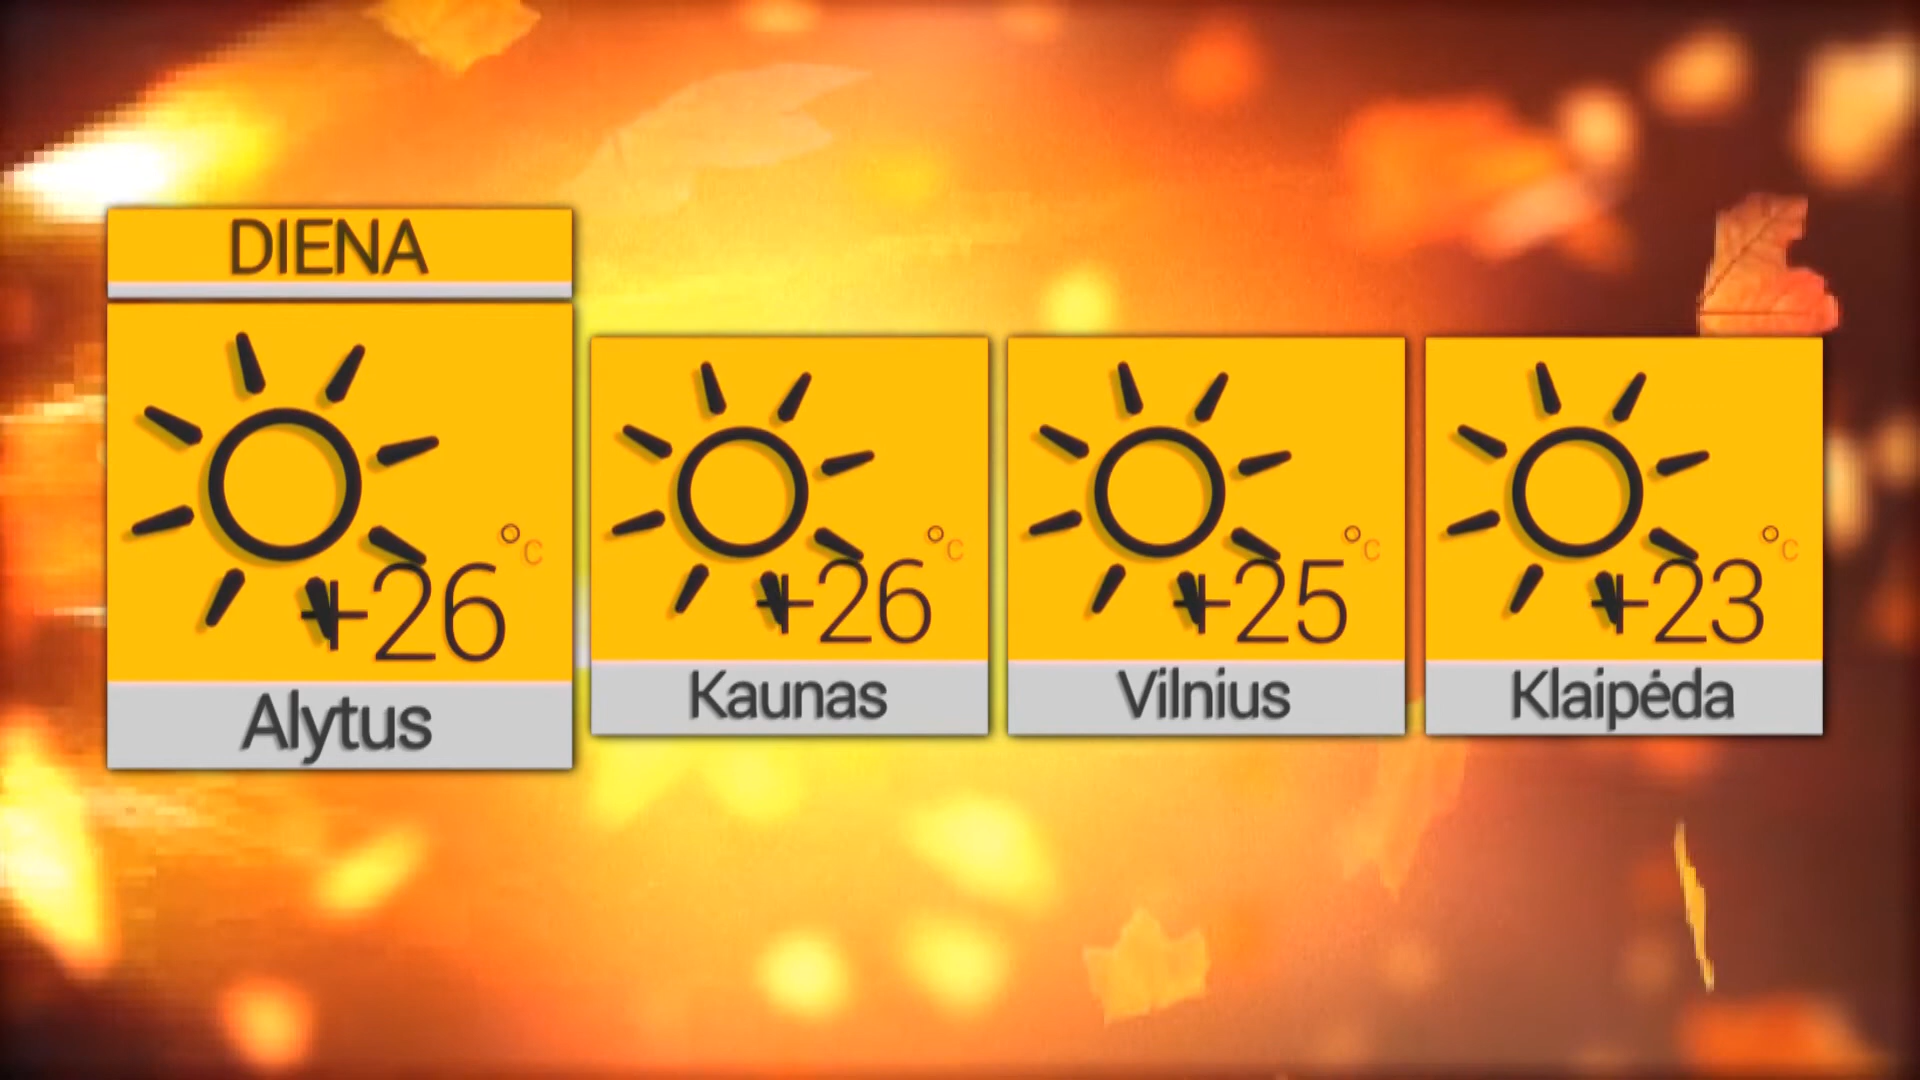 DIENA
+26 °C
Alytus
+26 °C
Kaunas
+25 °C
Vilnius
+23 °C
Klaipėda